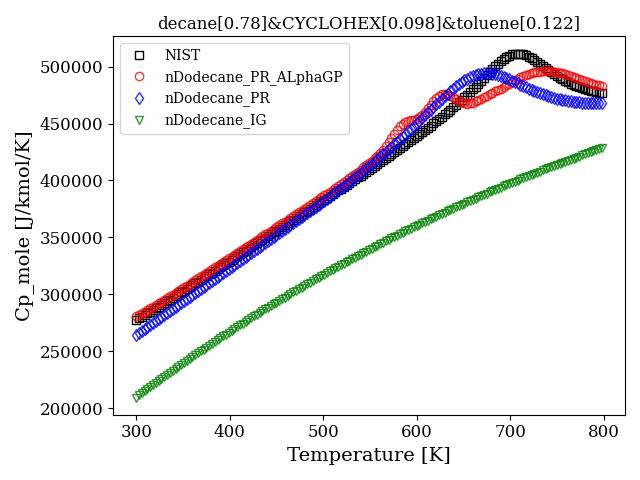 decane[0.78]&CYCLOHEX[0.098]&toluene[0.122]
NIST
nDodecane_PR_ALphaGP
nDodecane_PR
nDodecane_IG
Cp_mole [J/kmol/K]
500000
450000
400000
350000
300000
250000
200000
300 400 500 600 700 800
Temperature [K]